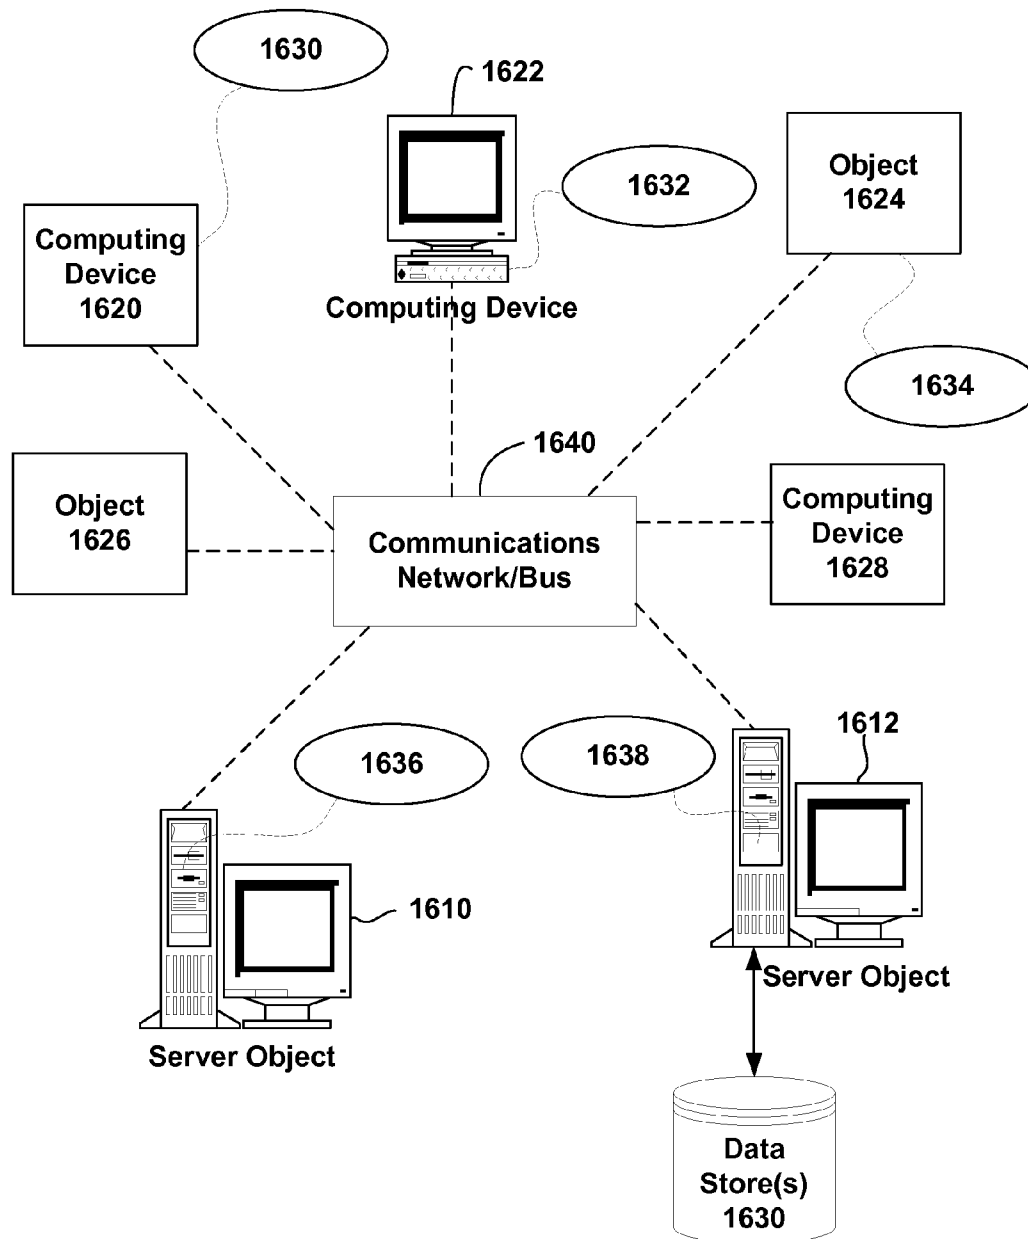 1630
1622
1632
Object
1624
Computing
Device
1620
Computing Device
1634
1640
Object
1626
Communications
Network/Bus
Computing
Device
1628
1636
1638
1612
1610
Server Object
Server Object
Data
Store(s)
1630